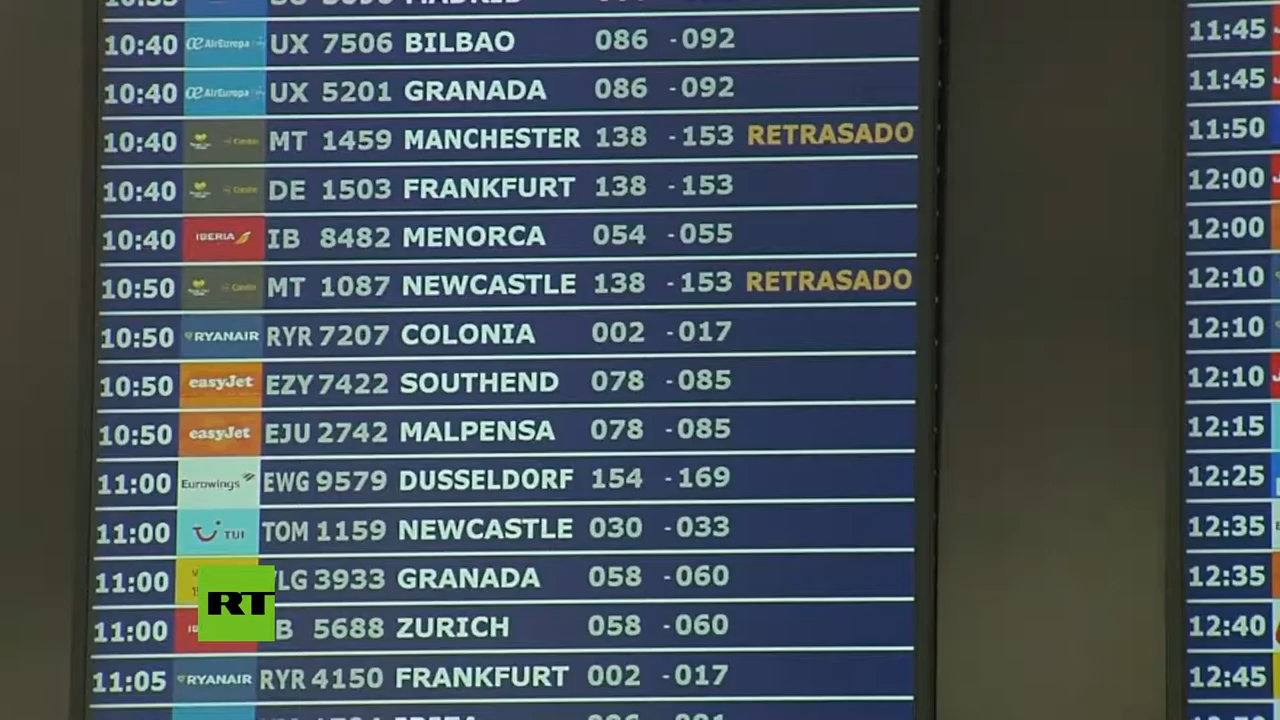 MADRID
10:40 AirEuropa UX 7506 BILBAO 086 -092
10:40 AirEuropa UX 5201 GRANADA 086 -092
10:40 MT 1459 MANCHESTER 138 -153 RETRASADO
10:40 DE 1503 FRANKFURT 138 -153
10:40 IBERIA IB 8482 MENORCA 054 -055
10:50 MT 1087 NEWCASTLE 138 -153 RETRASADO
10:50 RYANAIR RYR 7207 COLONIA 002 -017
10:50 easyJet EZY 7422 SOUTHEND 078 -085
10:50 easyJet EJU 2742 MALPENSA 078 -085
11:00 Eurowings EWG 9579 DUSSELDORF 154 -169
11:00 TUI TOM 1159 NEWCASTLE 030 -033
11:00 LG 3933 GRANADA 058 -060
11:00 B 5688 ZURICH 058 -060
11:05 RYANAIR RYR 4150 FRANKFURT 002 -017
RT
11:45
11:45
11:50
12:00
12:00
12:10
12:10
12:10
12:15
12:25
12:35
12:35
12:40
12:45